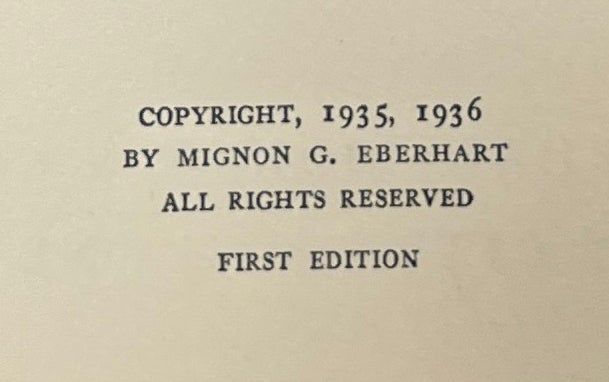 COPYRIGHT, 1935, 1936
BY MIGNON G. EBERHART
ALL RIGHTS RESERVED
FIRST EDITION